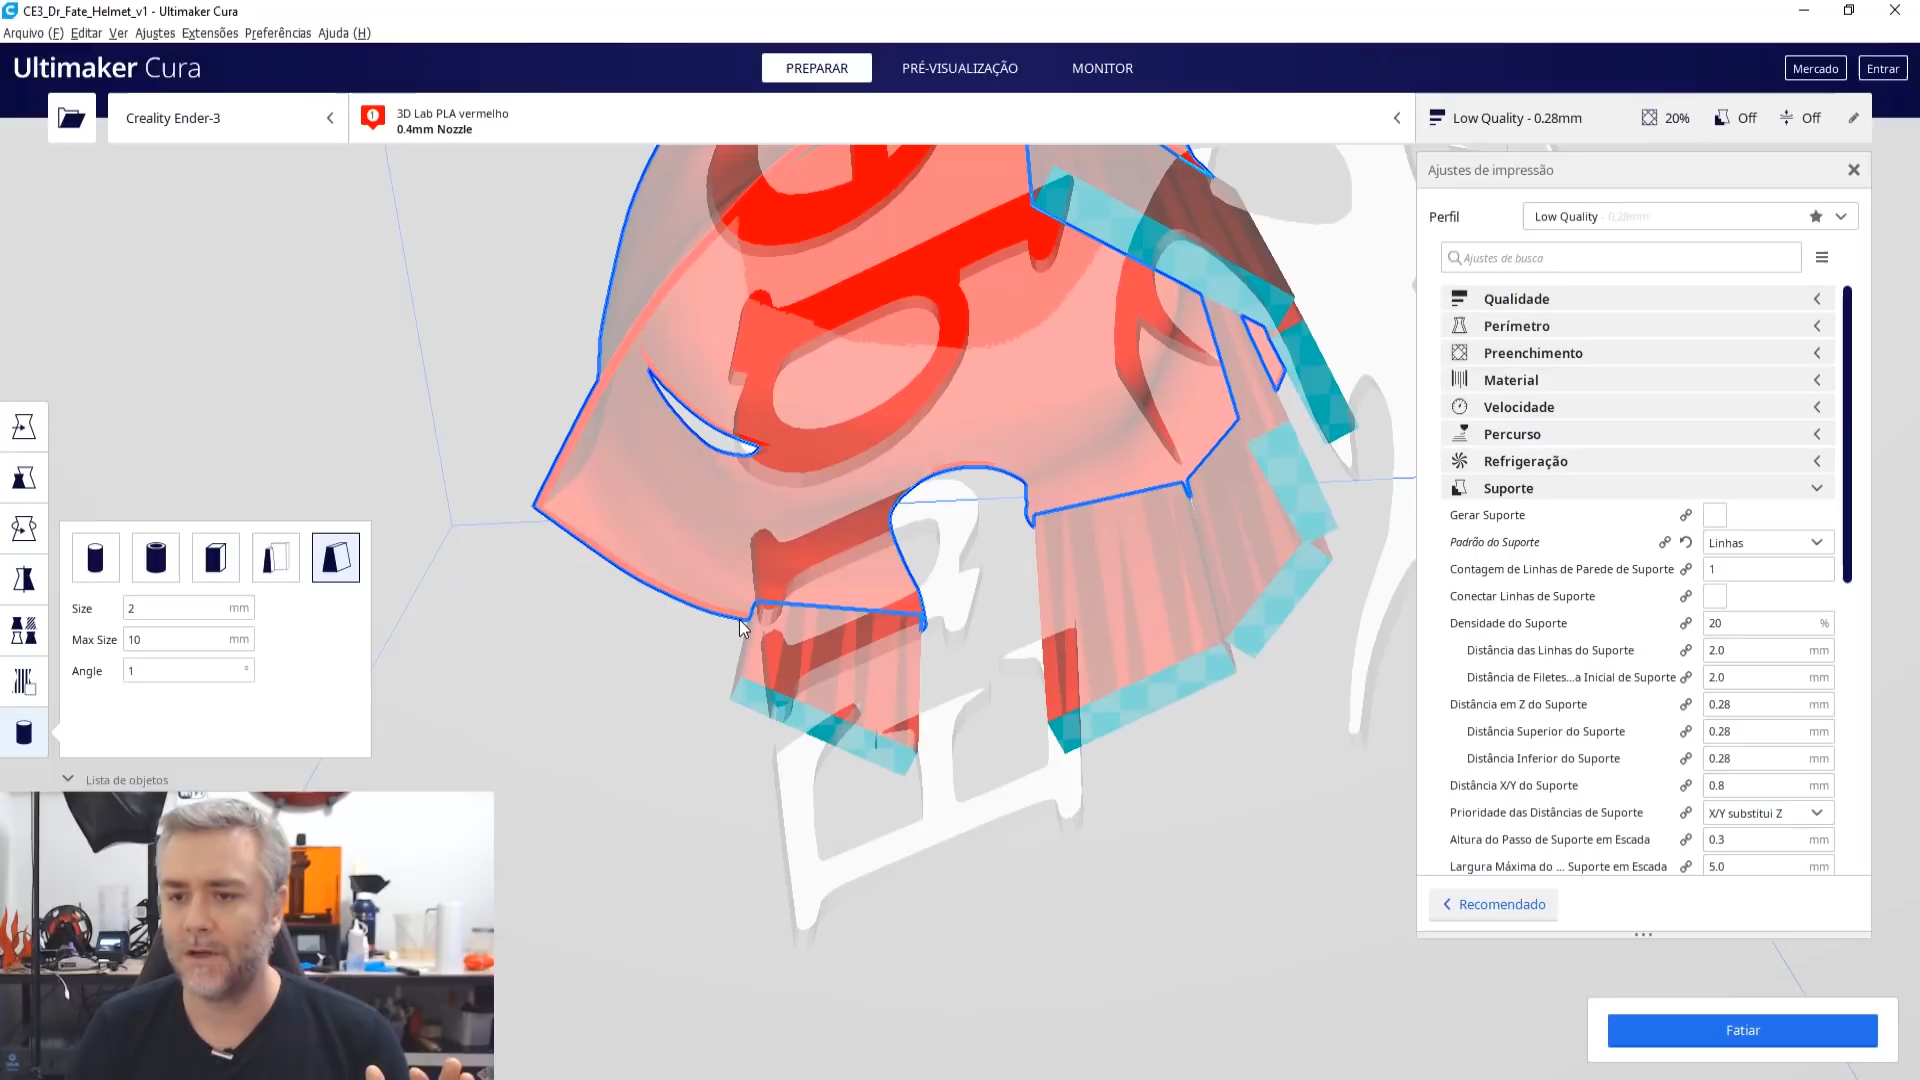 CE3_Dr_Fate_Helmet_v1 - Ultimaker Cura
Arquivo (F) Editar Ver Ajustes Extensões Preferências Ajuda (H)
Ultimaker Cura
PREPARAR PRÉ-VISUALIZAÇÃO MONITOR
Mercado Entrar
Creality Ender-3
1
3D Lab PLA vermelho
0.4mm Nozzle
Low Quality - 0.28mm 20% Off Off
Ajustes de impressão
Perfil Low Quality - 0.28mm
Ajustes de busca
Qualidade
Perímetro
Preenchimento
Material
Velocidade
Percurso
Refrigeração
Suporte
Gerar Suporte
Padrão do Suporte Linhas
Contagem de Linhas de Parede de Suporte 1
Conectar Linhas de Suporte
Densidade do Suporte 20 %
Distância das Linhas do Suporte 2.0 mm
Distância de Filetes...a Inicial de Suporte 2.0 mm
Distância em Z do Suporte 0.28 mm
Distância Superior do Suporte 0.28 mm
Distância Inferior do Suporte 0.28 mm
Distância X/Y do Suporte 0.8 mm
Prioridade das Distâncias de Suporte X/Y substitui Z
Altura do Passo de Suporte em Escada 0.3 mm
Largura Máxima do ... Suporte em Escada 5.0 mm
Recomendado
Fatiar
Size 2 mm
Max Size 10 mm
Angle 1 °
Lista de objetos